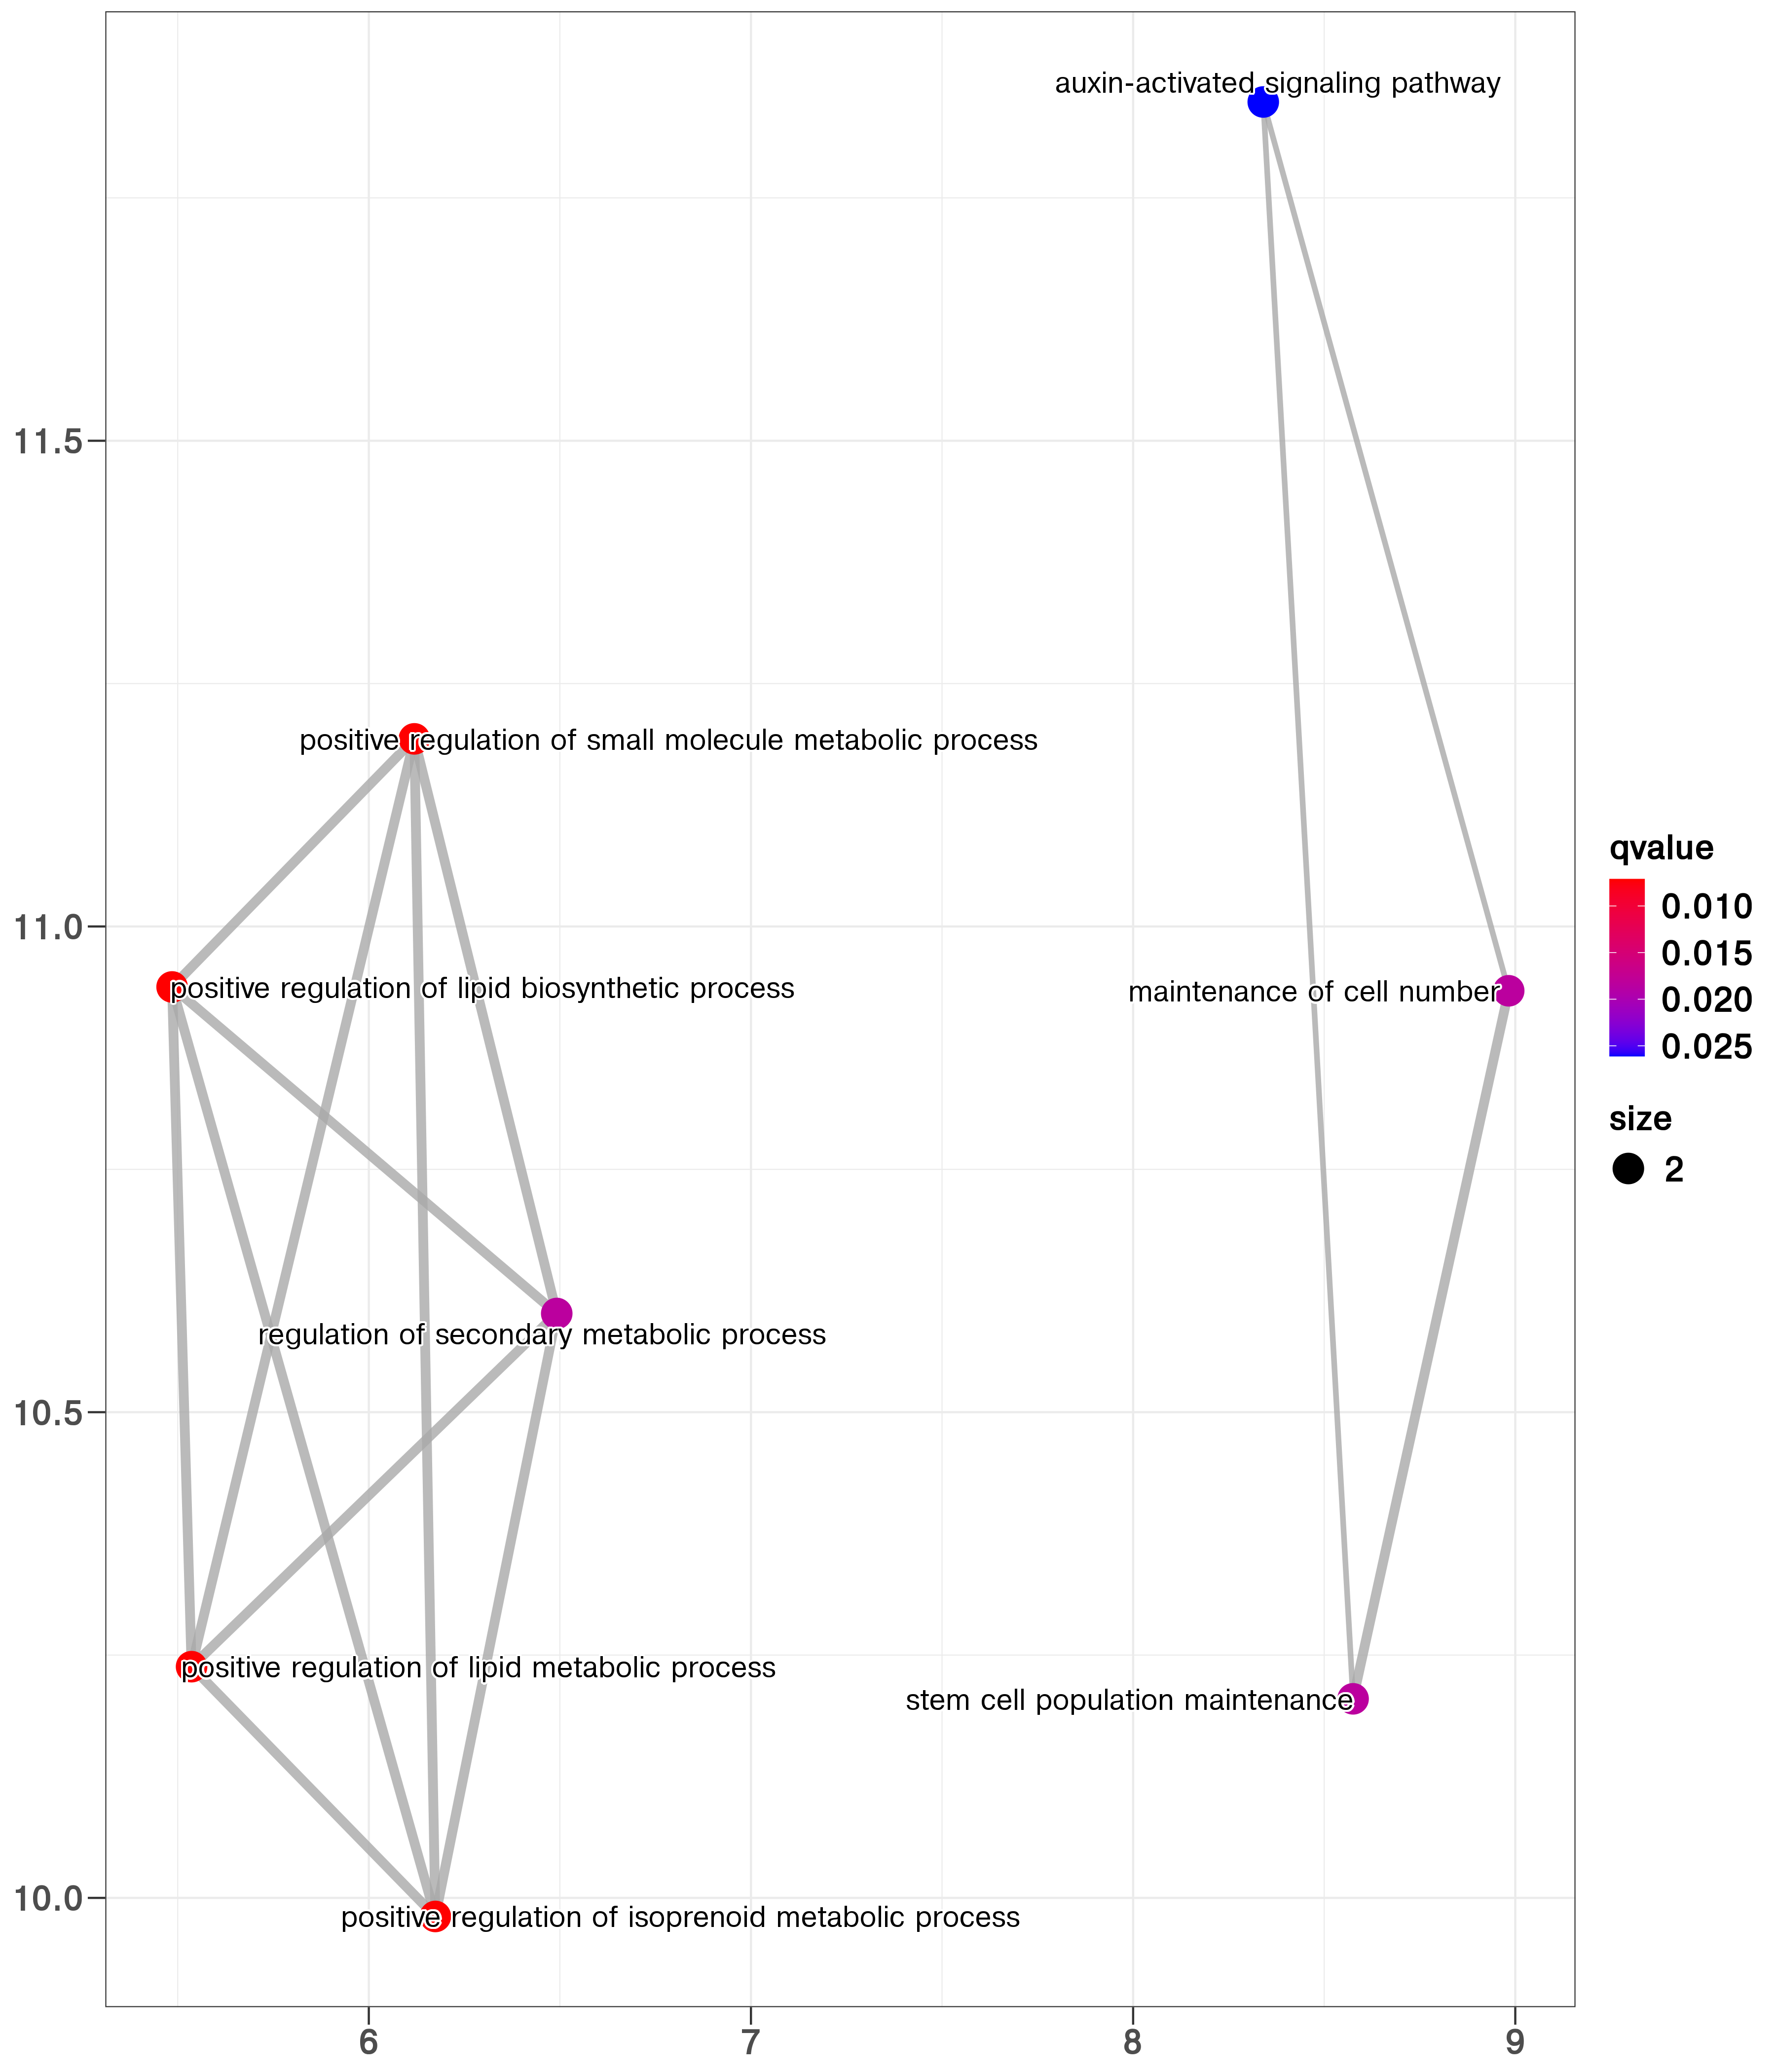 auxin-activated signaling pathway
11.5
positive regulation of small molecule metabolic process
11.0
positive regulation of lipid biosynthetic process
maintenance of cell number
regulation of secondary metabolic process
10.5
positive regulation of lipid metabolic process
stem cell population maintenance
10.0
positive regulation of isoprenoid metabolic process
6
7
8
9
qvalue
0.010
0.015
0.020
0.025
size
2